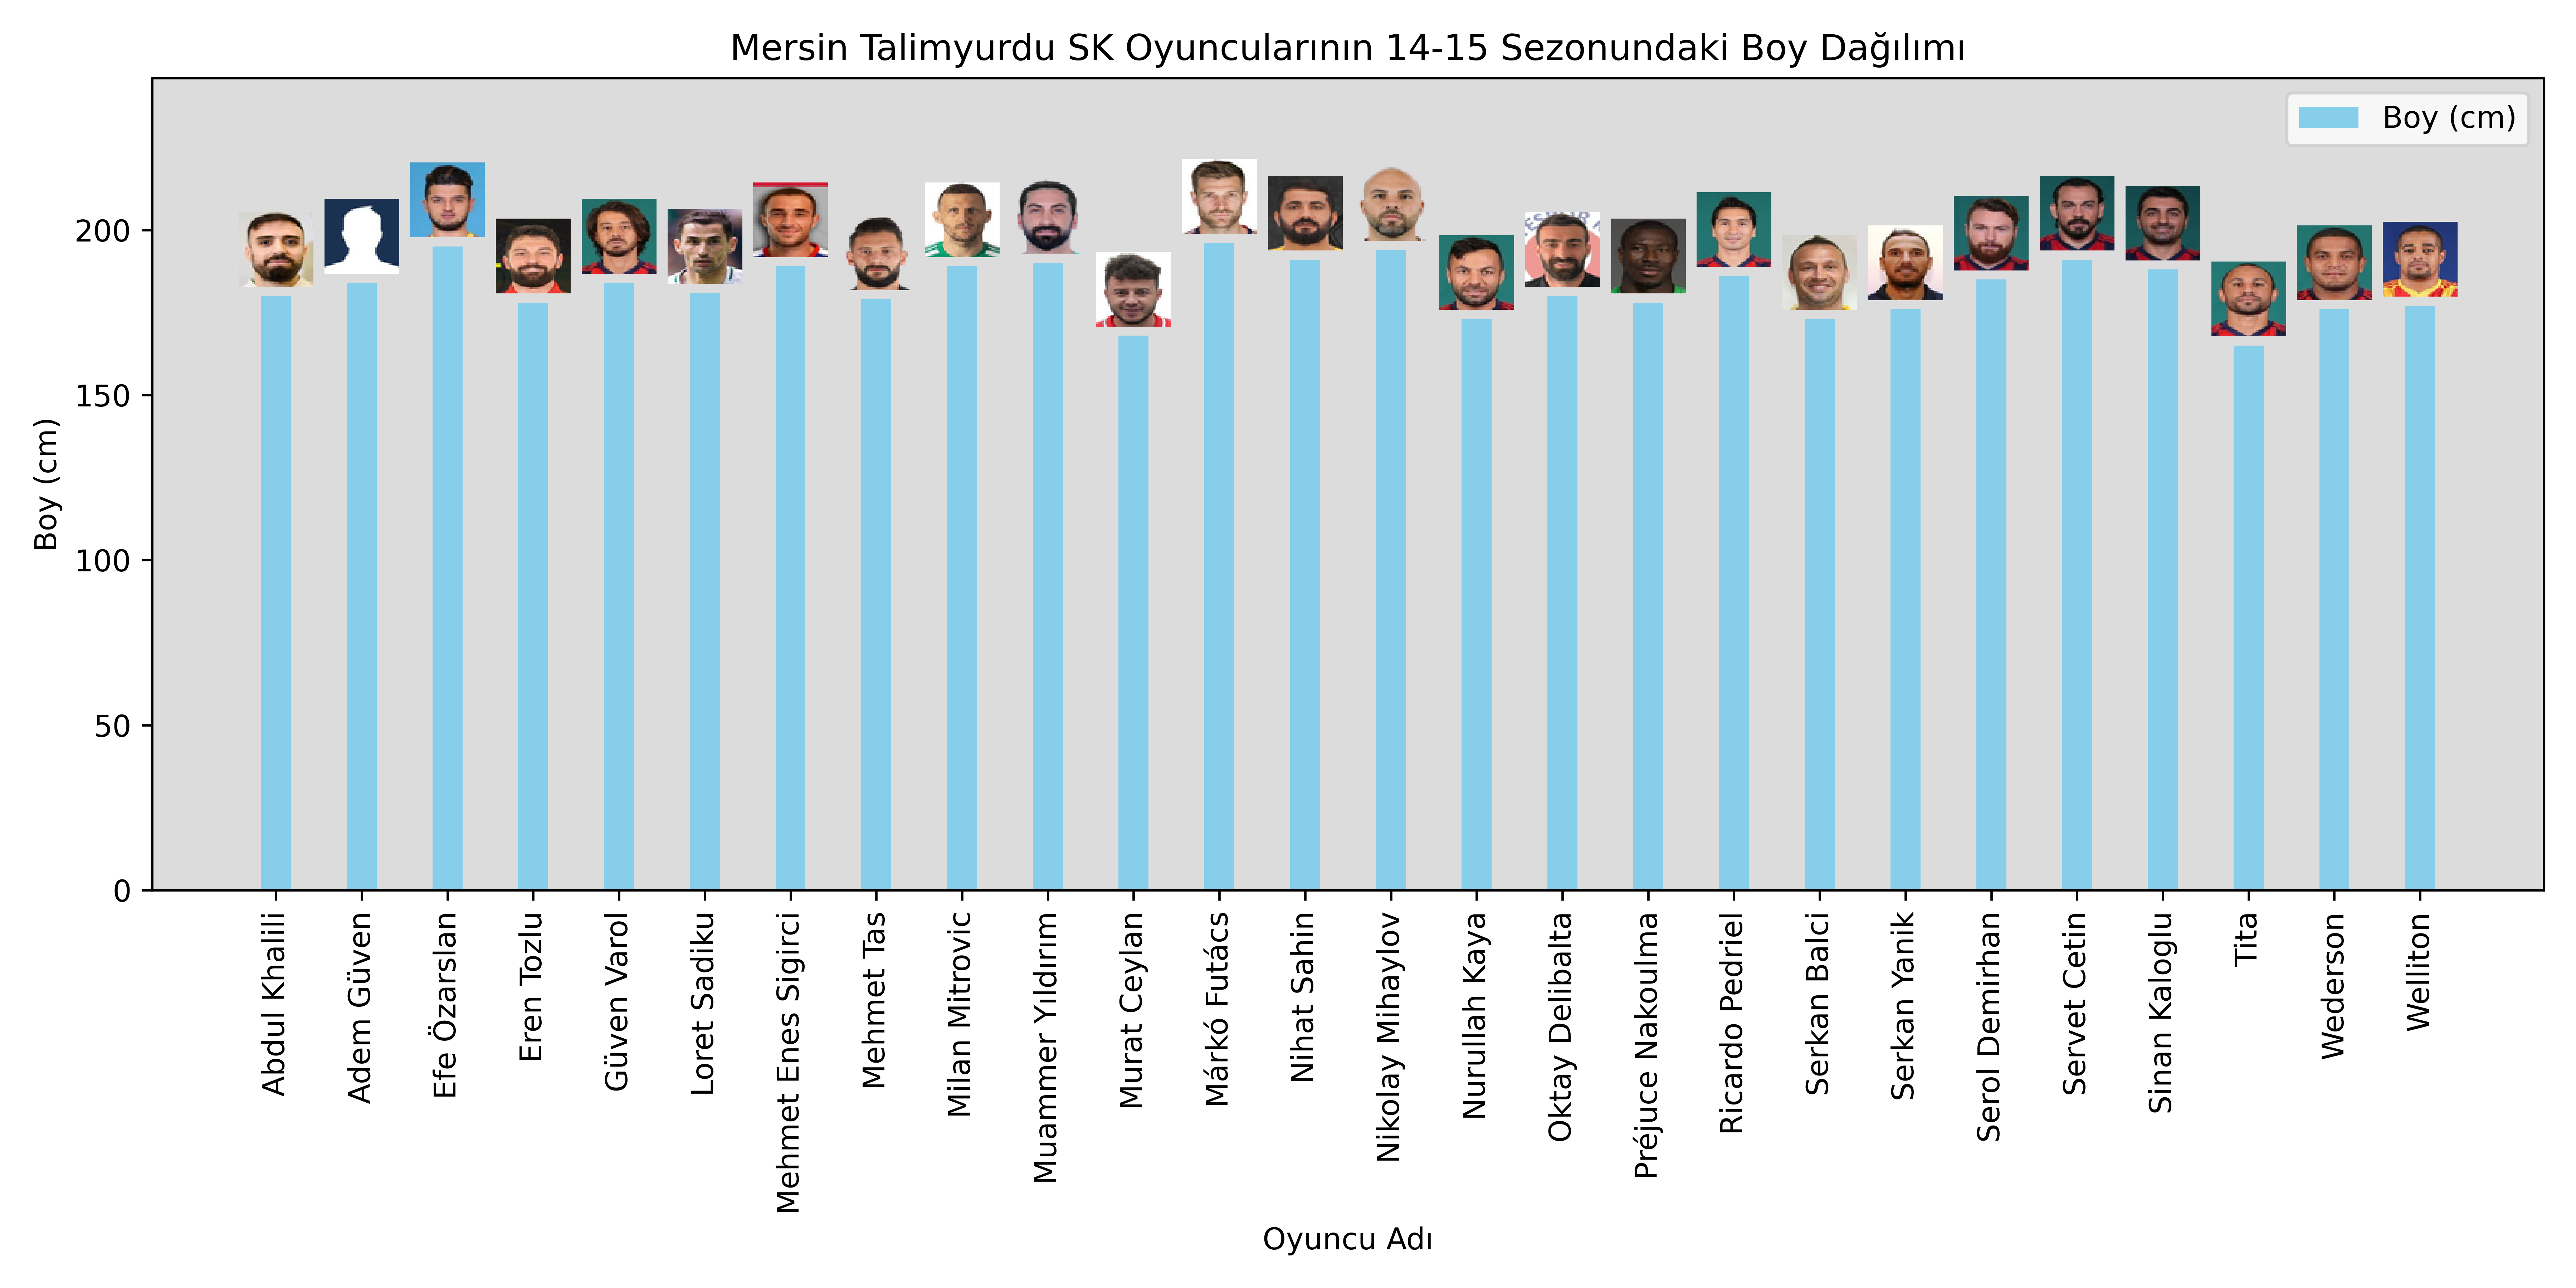 Mersin Talimyurdu SK Oyuncularının 14-15 Sezonundaki Boy Dağılımı
Boy (cm)
Boy (cm)
200
150
100
50
0
Abdul Khalili
Adem Güven
Efe Özarslan
Eren Tozlu
Güven Varol
Loret Sadiku
Mehmet Enes Sigirci
Mehmet Tas
Milan Mitrovic
Muammer Yıldırım
Murat Ceylan
Márkó Futács
Nihat Sahin
Nikolay Mihaylov
Nurullah Kaya
Oktay Delibalta
Préjuce Nakoulma
Ricardo Pedriel
Serkan Balci
Serkan Yanik
Serol Demirhan
Servet Cetin
Sinan Kaloglu
Tita
Wederson
Welliton
Oyuncu Adı